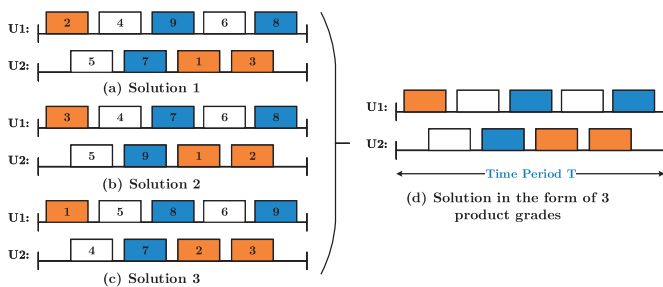 U1: 2 4 9 6 8
U2: 5 7 1 3
(a) Solution 1
U1: 3 4 7 6 8
U2: 5 9 1 2
(b) Solution 2
U1: 1 5 8 6 9
U2: 4 7 2 3
(c) Solution 3
U1:
U2:
Time Period T
(d) Solution in the form of 3
product grades